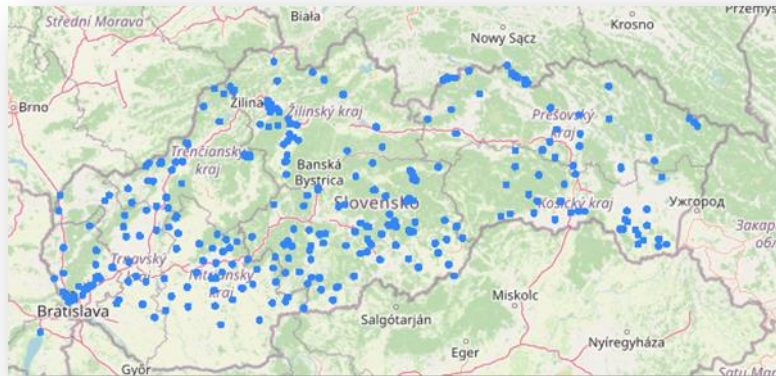 Biała
Przemyś
Střední Morava
Krosno
Nowy Sącz
Brno
Žilina
Žilinský kraj
Prešovský
kraj
Trenčiansky
kraj
Banská
Bystrica
Slovensko
Košický kraj
Ужгород
Закар
обл
Trnavský
kraj
Nitriansky
kraj
Bratislava
Miskolc
Salgótarján
Nyíregyháza
Eger
Győr
Satu Mar